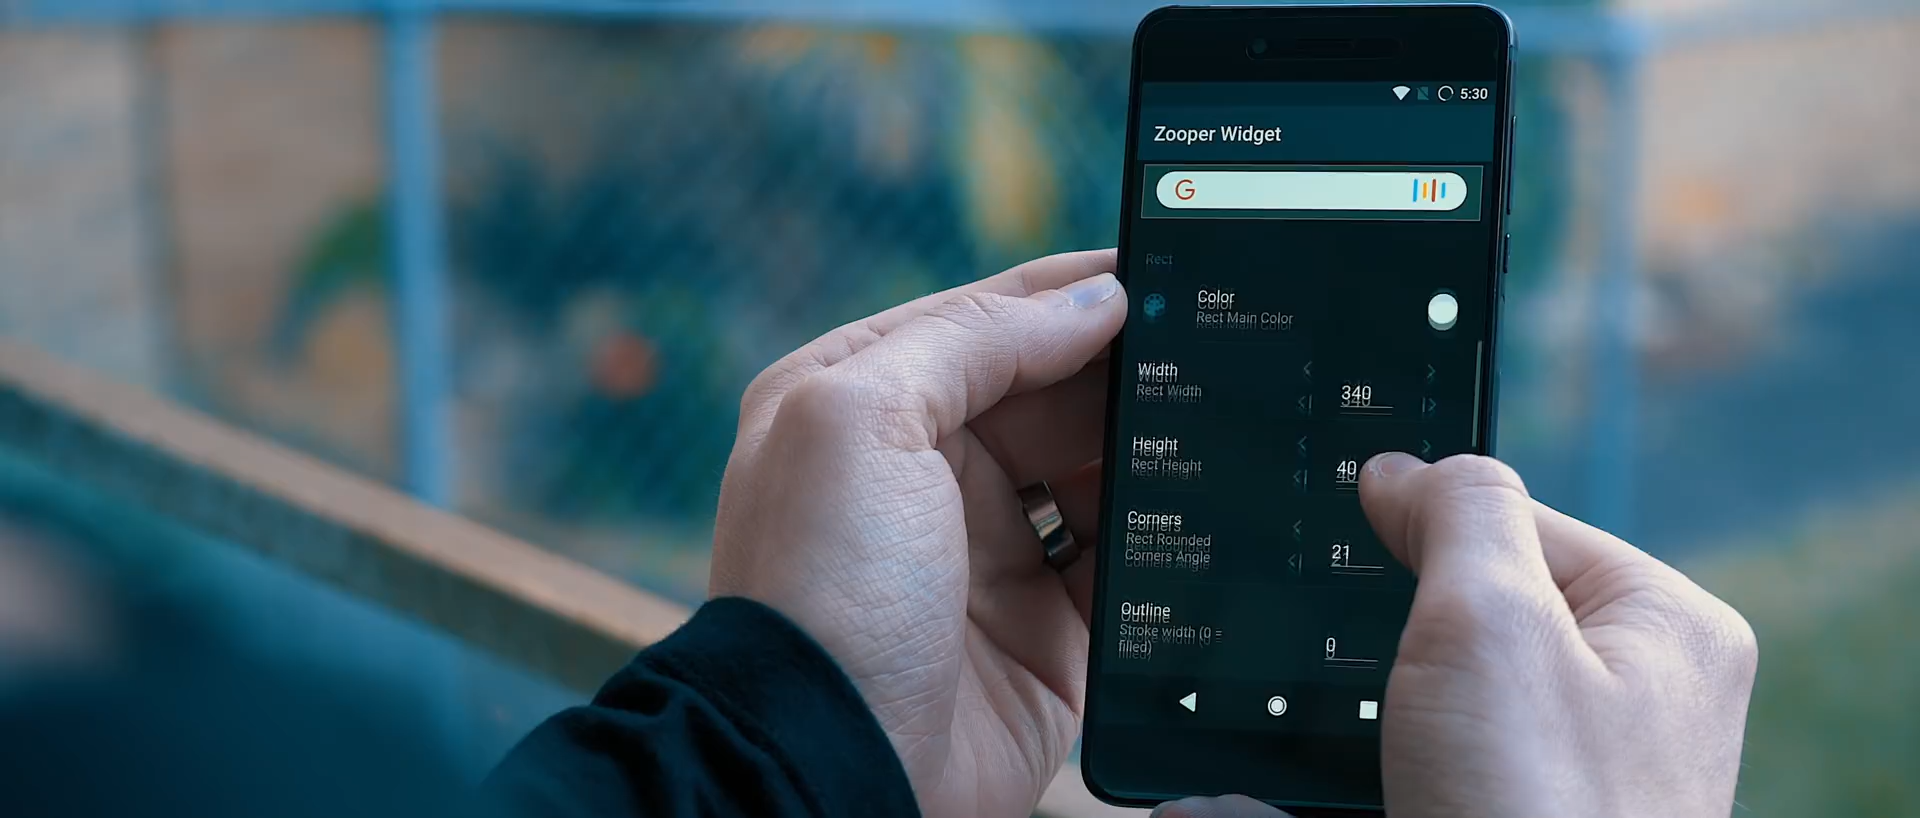 5:30
Zooper Widget
G
Rect
Color
Rect Main Color
Width
Rect Width
340
Height
Rect Height
40
Corners
Rect Rounded
Corners Angle
21
Outline
Stroke width (0 =
filled)
0